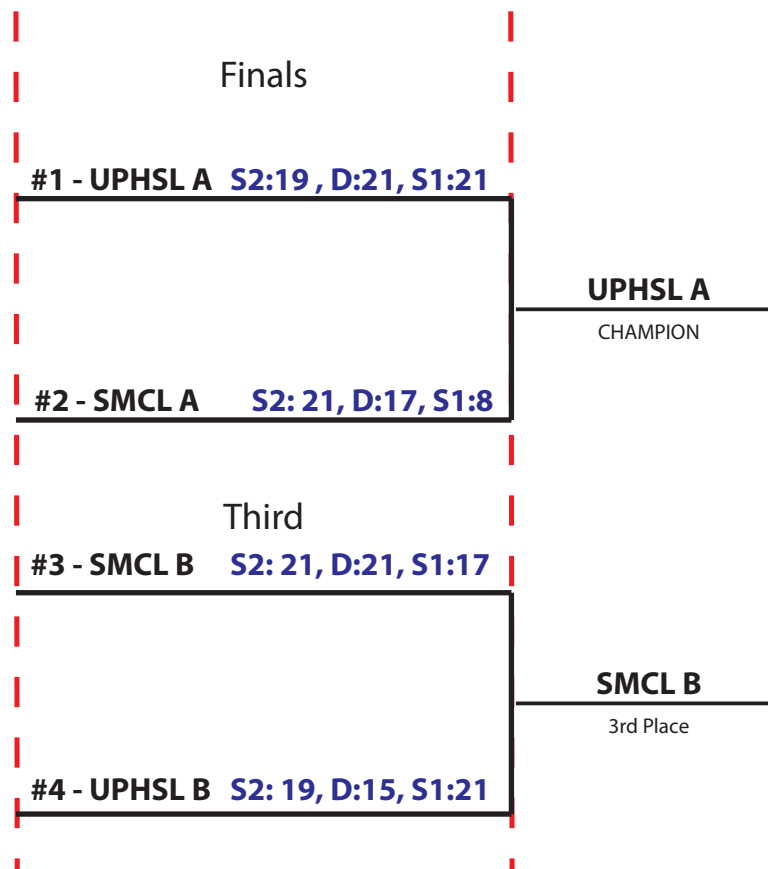 Finals
#1 - UPHSL A S2:19 , D:21, S1:21
UPHSL A
CHAMPION
#2 - SMCL A S2: 21, D:17, S1:8
Third
#3 - SMCL B S2: 21, D:21, S1:17
SMCL B
3rd Place
#4 - UPHSL B S2: 19, D:15, S1:21